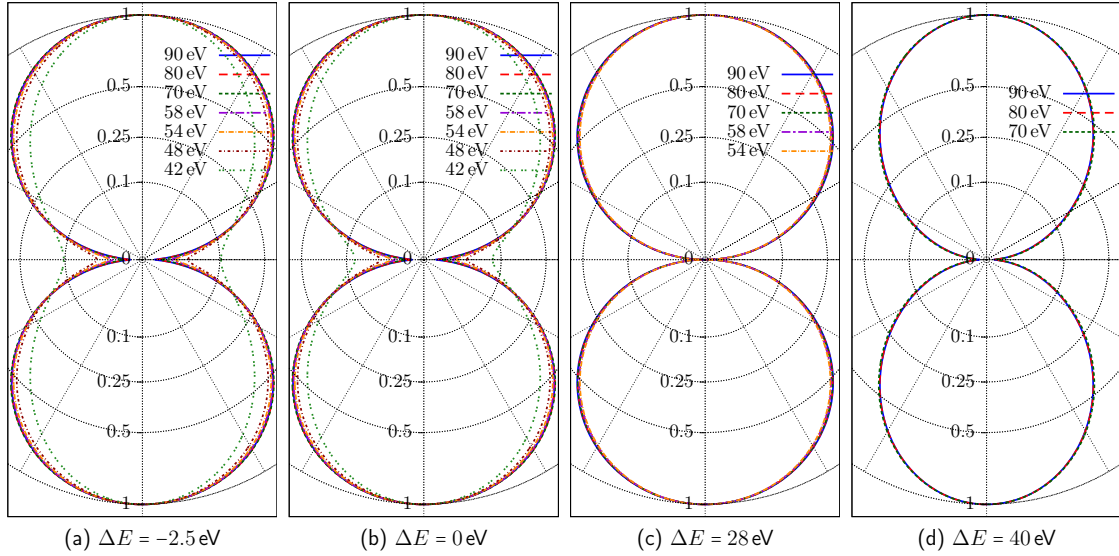 1
90 eV
80 eV
70 eV
58 eV
54 eV
48 eV
42 eV
0.5
0.25
0.1
0
0.1
0.25
0.5
1
(a) ΔE = −2.5 eV
1
90 eV
80 eV
70 eV
58 eV
54 eV
48 eV
42 eV
0.5
0.25
0.1
0
0.1
0.25
0.5
1
(b) ΔE = 0 eV
1
90 eV
80 eV
70 eV
58 eV
54 eV
0.5
0.25
0.1
0
0.1
0.25
0.5
1
(c) ΔE = 28 eV
1
90 eV
80 eV
70 eV
0.5
0.25
0.1
0
0.1
0.25
0.5
1
(d) ΔE = 40 eV